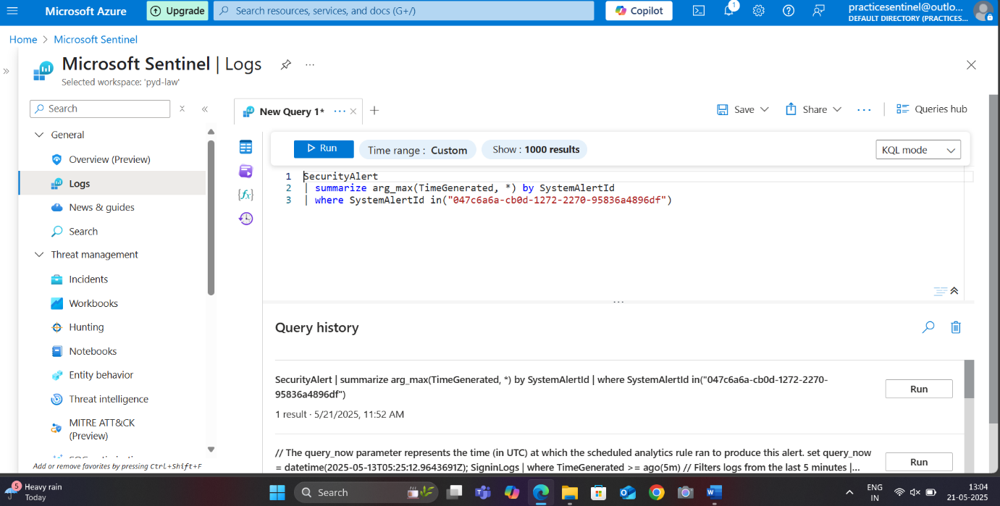 Microsoft Azure
Upgrade
Search resources, services, and docs (G+/)
Copilot
1
practicesentinel@outlo...
DEFAULT DIRECTORY (PRACTICES...
Home > Microsoft Sentinel
Microsoft Sentinel | Logs
Selected workspace: 'pyd-law'
Search
General
Overview (Preview)
Logs
News & guides
Search
Threat management
Incidents
Workbooks
Hunting
Notebooks
Entity behavior
Threat intelligence
MITRE ATT&CK
(Preview)
Add or remove favorites by pressing Ctrl+Shift+F
New Query 1*
Save
Share
Queries hub
Run
Time range : Custom
Show : 1000 results
KQL mode
1 SecurityAlert
2 | summarize arg_max(TimeGenerated, *) by SystemAlertId
3 | where SystemAlertId in("047c6a6a-cb0d-1272-2270-95836a4896df")
Query history
SecurityAlert | summarize arg_max(TimeGenerated, *) by SystemAlertId | where SystemAlertId in("047c6a6a-cb0d-1272-2270-
95836a4896df")
1 result · 5/21/2025, 11:52 AM
Run
// The query_now parameter represents the time (in UTC) at which the scheduled analytics rule ran to produce this alert. set query_now
= datetime(2025-05-13T05:25:12.9643691Z); SigninLogs | where TimeGenerated >= ago(5m) // Filters logs from the last 5 minutes |...
Run
5
Heavy rain
Today
Search
ENG
IN
13:04
21-05-2025